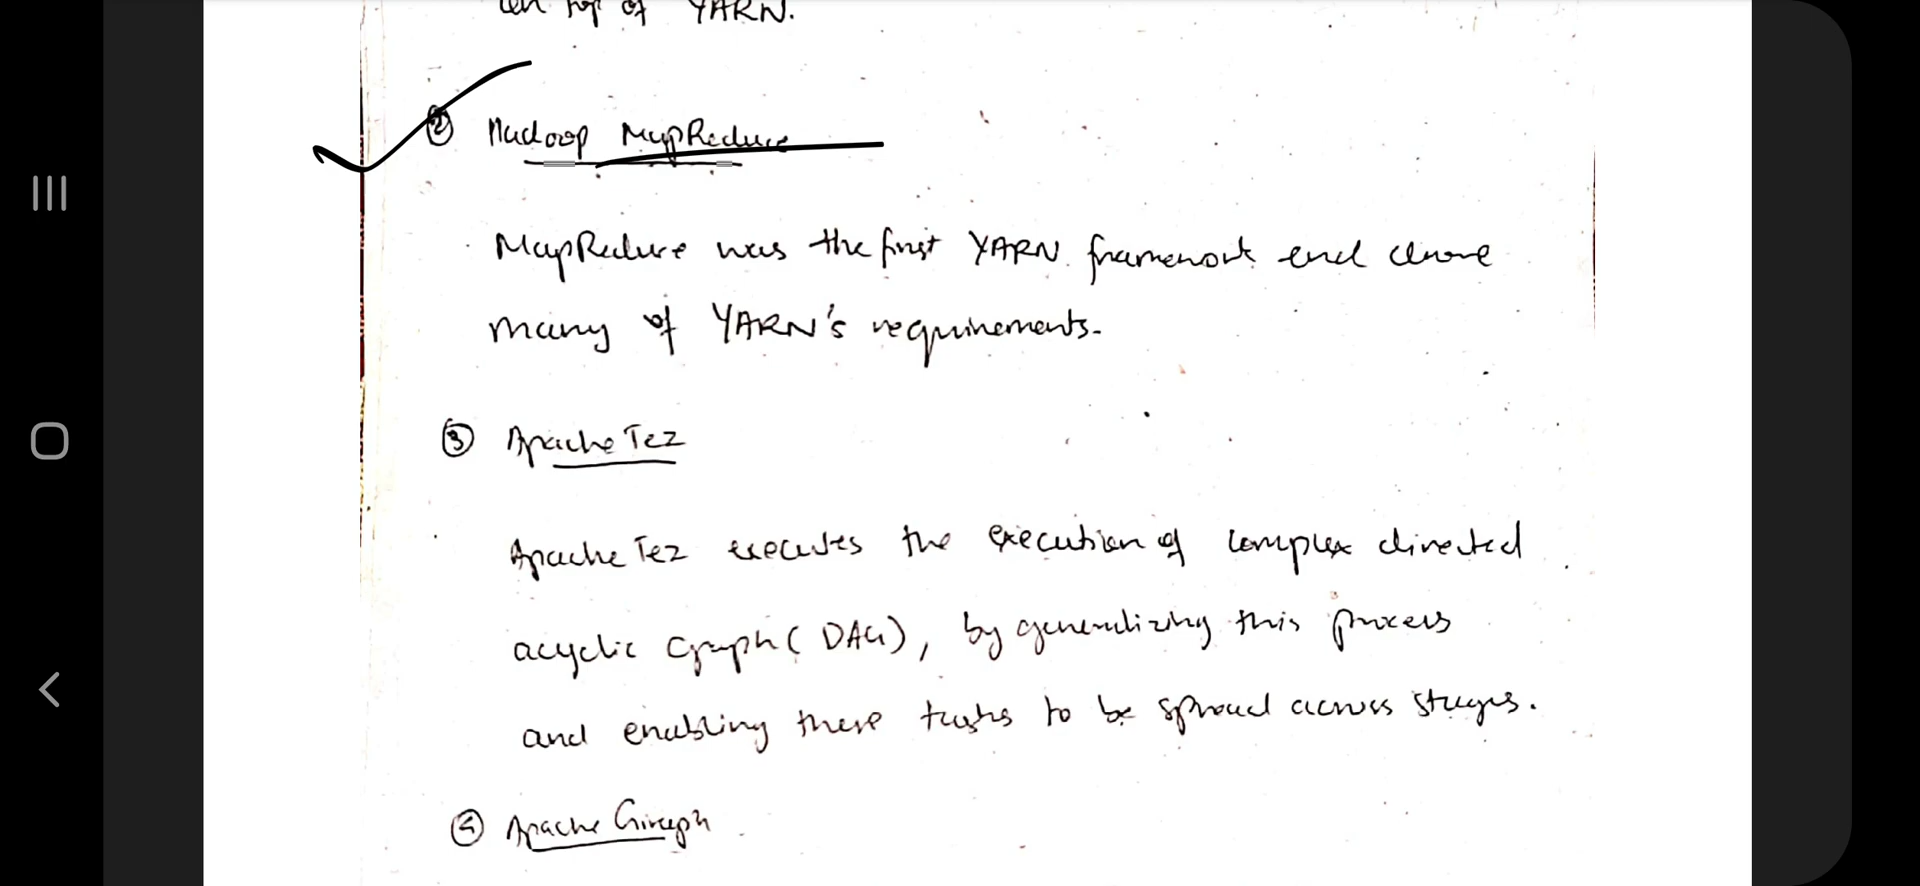 on top of YARN.
② Hadoop MapReduce
MapReduce was the first YARN framework and drove
many of YARN's requirements.
③ Apache Tez
Apache Tez executes the execution of complex directed
acyclic graph (DAG), by generalizing this process
and enabling these tasks to be spread across stages.
④ Apache Giraph